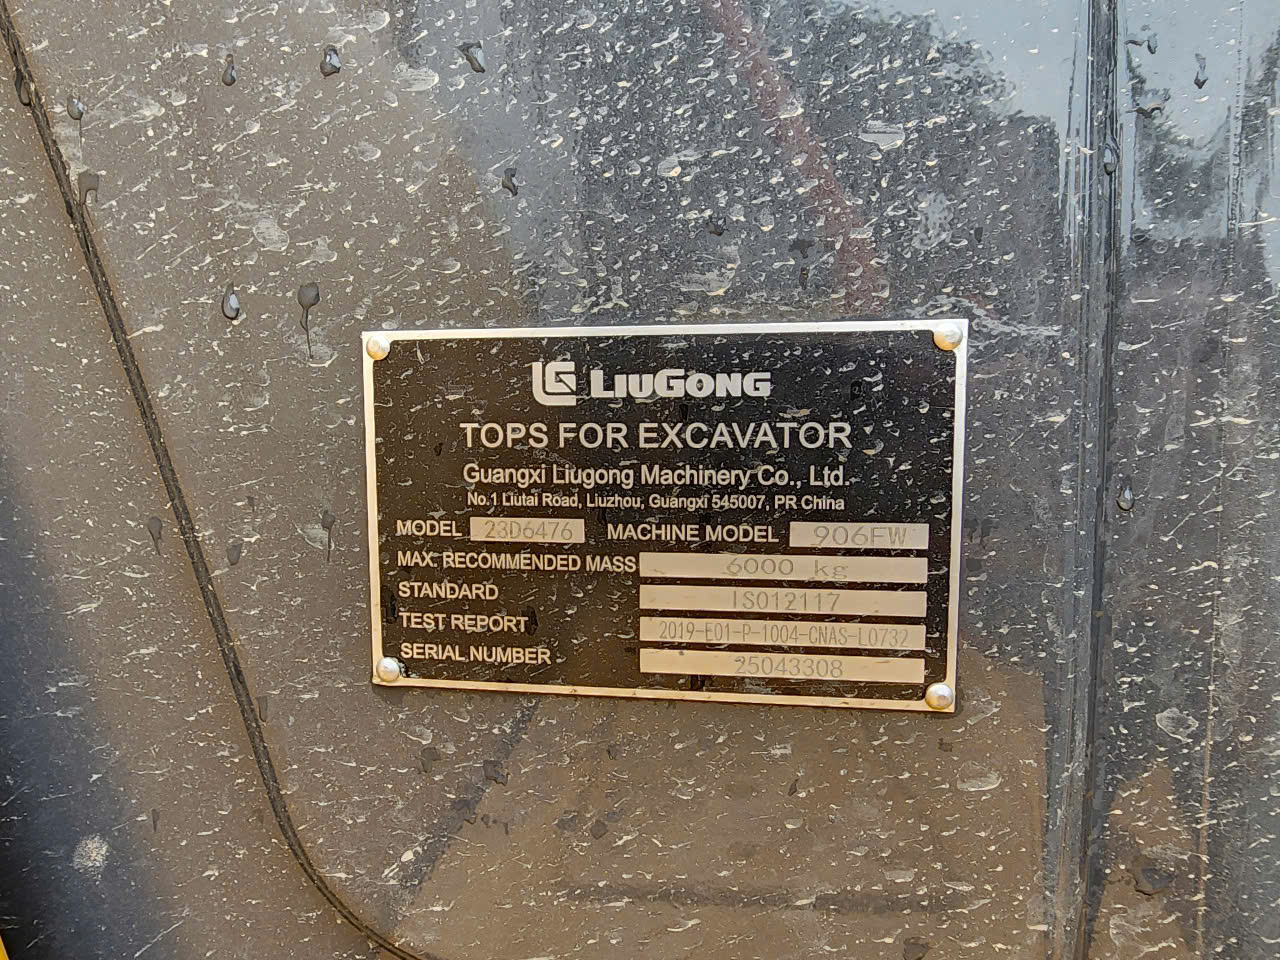 LG LIUGONG
TOPS FOR EXCAVATOR
Guangxi Liugong Machinery Co., Ltd.
No.1 Liutai Road, Liuzhou, Guangxi 545007, PR China
MODEL 23D6476 MACHINE MODEL 906FW
MAX. RECOMMENDED MASS 6000 kg
STANDARD ISO12117
TEST REPORT 2019-E01-P-1004-CNAS-L0732
SERIAL NUMBER 25043308